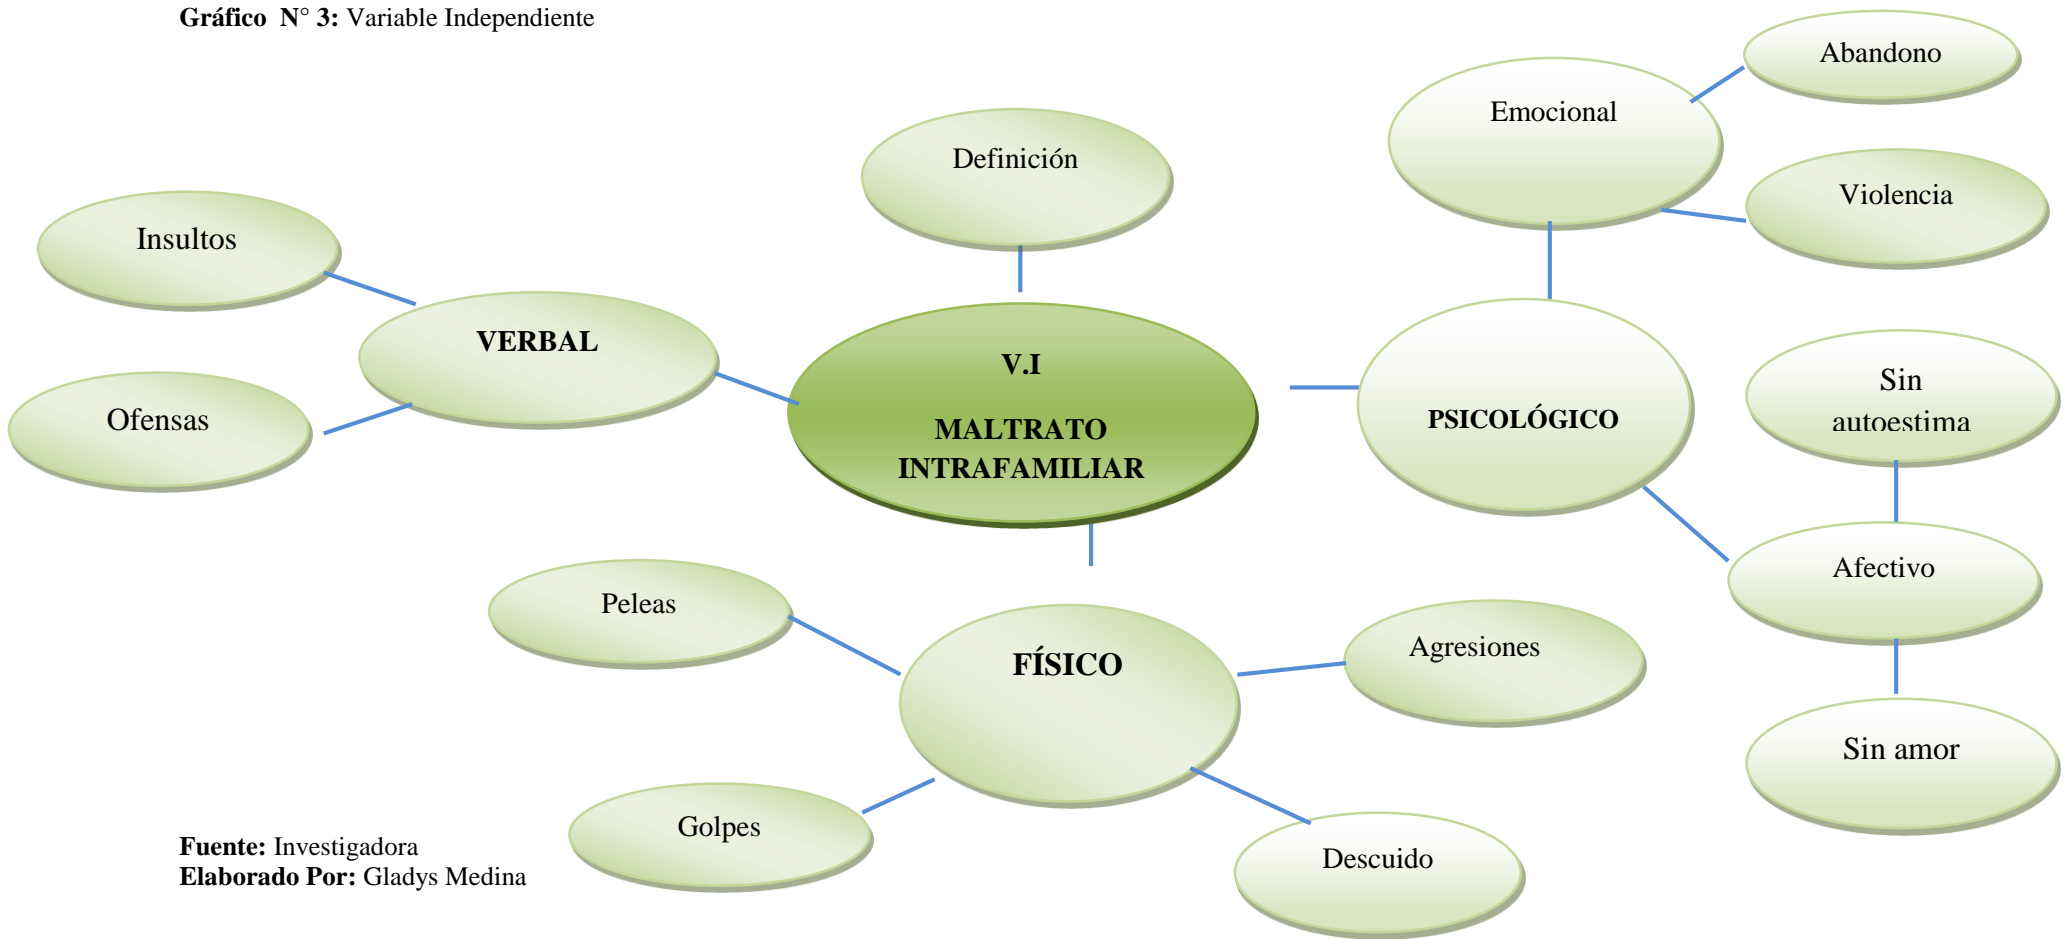 Gráfico N° 3: Variable Independiente
Abandono
Emocional
Definición
Violencia
Insultos
VERBAL
V.I
MALTRATO
INTRAFAMILIAR
PSICOLÓGICO
Sin
autoestima
Ofensas
Afectivo
Peleas
FÍSICO
Agresiones
Sin amor
Golpes
Descuido
Fuente: Investigadora
Elaborado Por: Gladys Medina